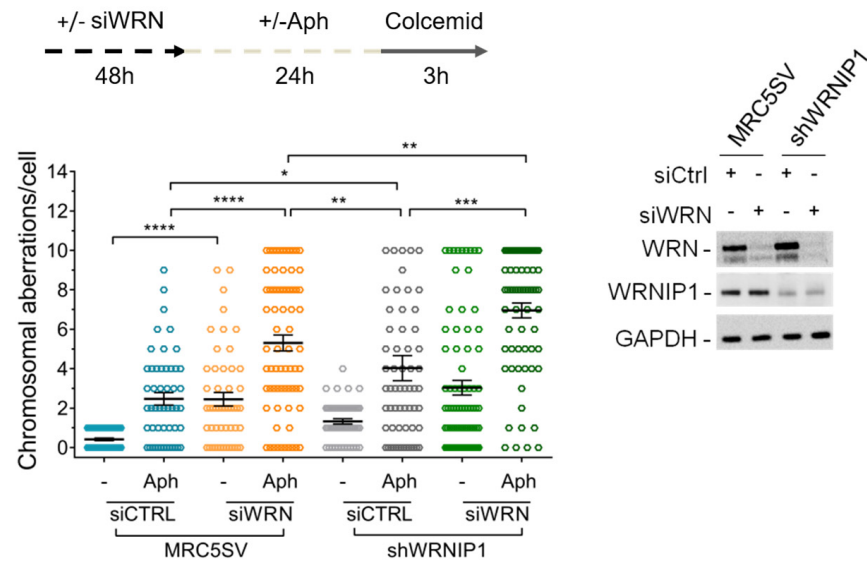 +/- siWRN +/-Aph Colcemid
48h 24h 3h
Chromosomal aberrations/cell
14
12
10
8
6
4
2
0
**
*
**** **** ** ***
- Aph - Aph - Aph - Aph
siCTRL siWRN siCTRL siWRN
MRC5SV shWRNIP1
MRC5SV shWRNIP1
siCtrl + - + -
siWRN - + - +
WRN -
WRNIP1 -
GAPDH -